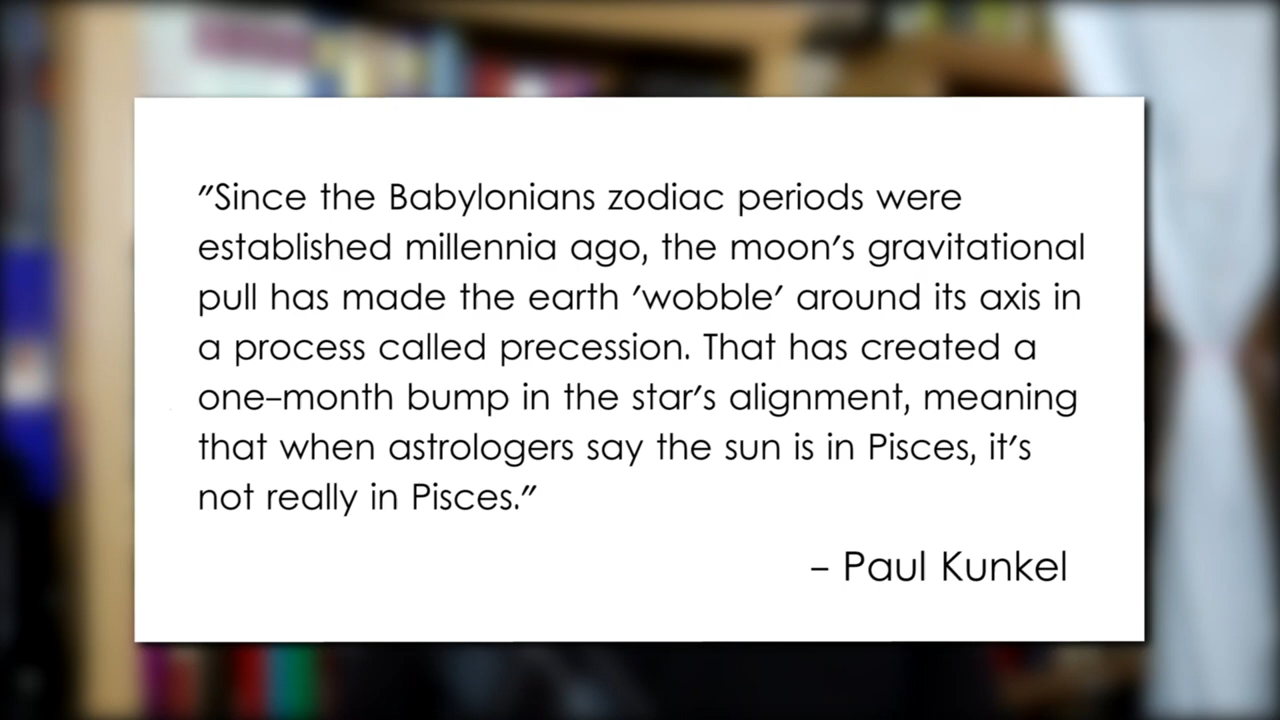 "Since the Babylonians zodiac periods were
established millennia ago, the moon's gravitational
pull has made the earth 'wobble' around its axis in
a process called precession. That has created a
one-month bump in the star's alignment, meaning
that when astrologers say the sun is in Pisces, it's
not really in Pisces."
- Paul Kunkel